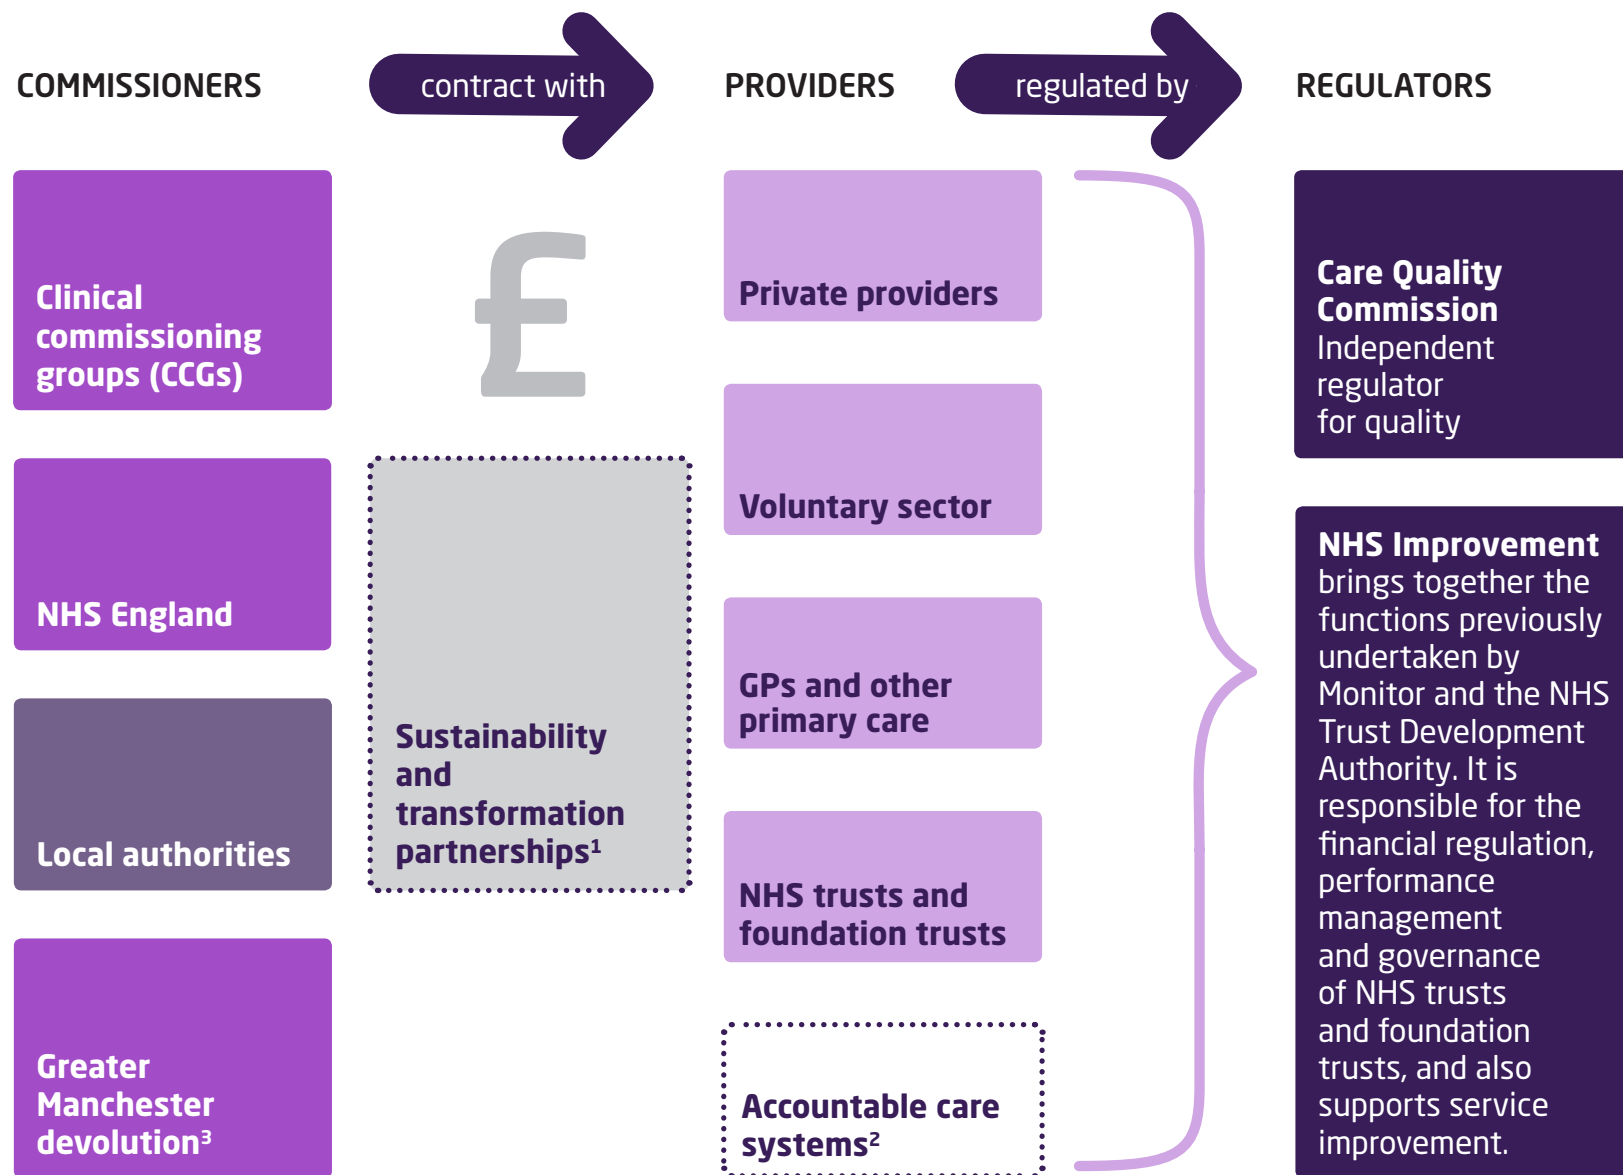 COMMISSIONERS
contract with
PROVIDERS
regulated by
REGULATORS
Clinical
commissioning
groups (CCGs)
NHS England
Local authorities
Greater
Manchester
devolution³
£
Sustainability
and
transformation
partnerships¹
Private providers
Voluntary sector
GPs and other
primary care
NHS trusts and
foundation trusts
Accountable care
systems²
Care Quality
Commission
Independent
regulator
for quality
NHS Improvement
brings together the
functions previously
undertaken by
Monitor and the NHS
Trust Development
Authority. It is
responsible for the
financial regulation,
performance
management
and governance
of NHS trusts
and foundation
trusts, and also
supports service
improvement.